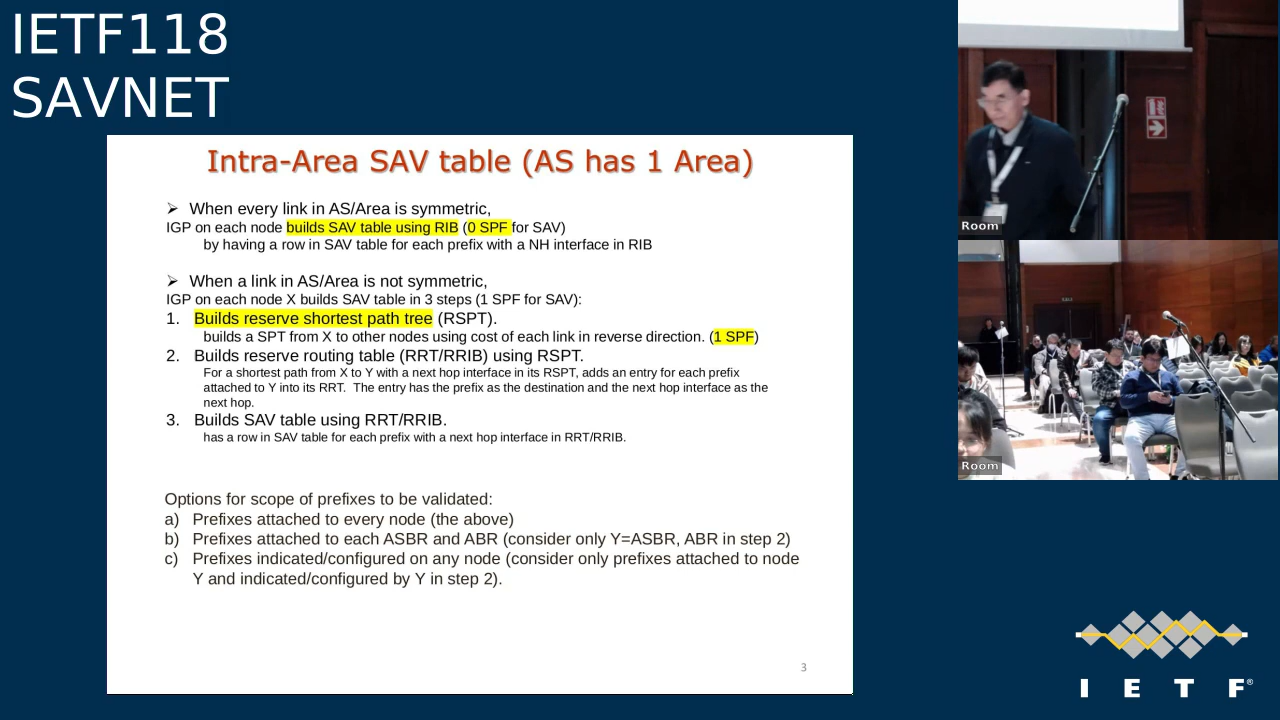 IETF118
SAVNET
Intra-Area SAV table (AS has 1 Area)
➢ When every link in AS/Area is symmetric,
IGP on each node builds SAV table using RIB (0 SPF for SAV)
by having a row in SAV table for each prefix with a NH interface in RIB
➢ When a link in AS/Area is not symmetric,
IGP on each node X builds SAV table in 3 steps (1 SPF for SAV):
1. Builds reserve shortest path tree (RSPT).
builds a SPT from X to other nodes using cost of each link in reverse direction. (1 SPF)
2. Builds reserve routing table (RRT/RRIB) using RSPT.
For a shortest path from X to Y with a next hop interface in its RSPT, adds an entry for each prefix
attached to Y into its RRT. The entry has the prefix as the destination and the next hop interface as the
next hop.
3. Builds SAV table using RRT/RRIB.
has a row in SAV table for each prefix with a next hop interface in RRT/RRIB.
Options for scope of prefixes to be validated:
a) Prefixes attached to every node (the above)
b) Prefixes attached to each ASBR and ABR (consider only Y=ASBR, ABR in step 2)
c) Prefixes indicated/configured on any node (consider only prefixes attached to node
Y and indicated/configured by Y in step 2).
3
Room
Room
I E T F®